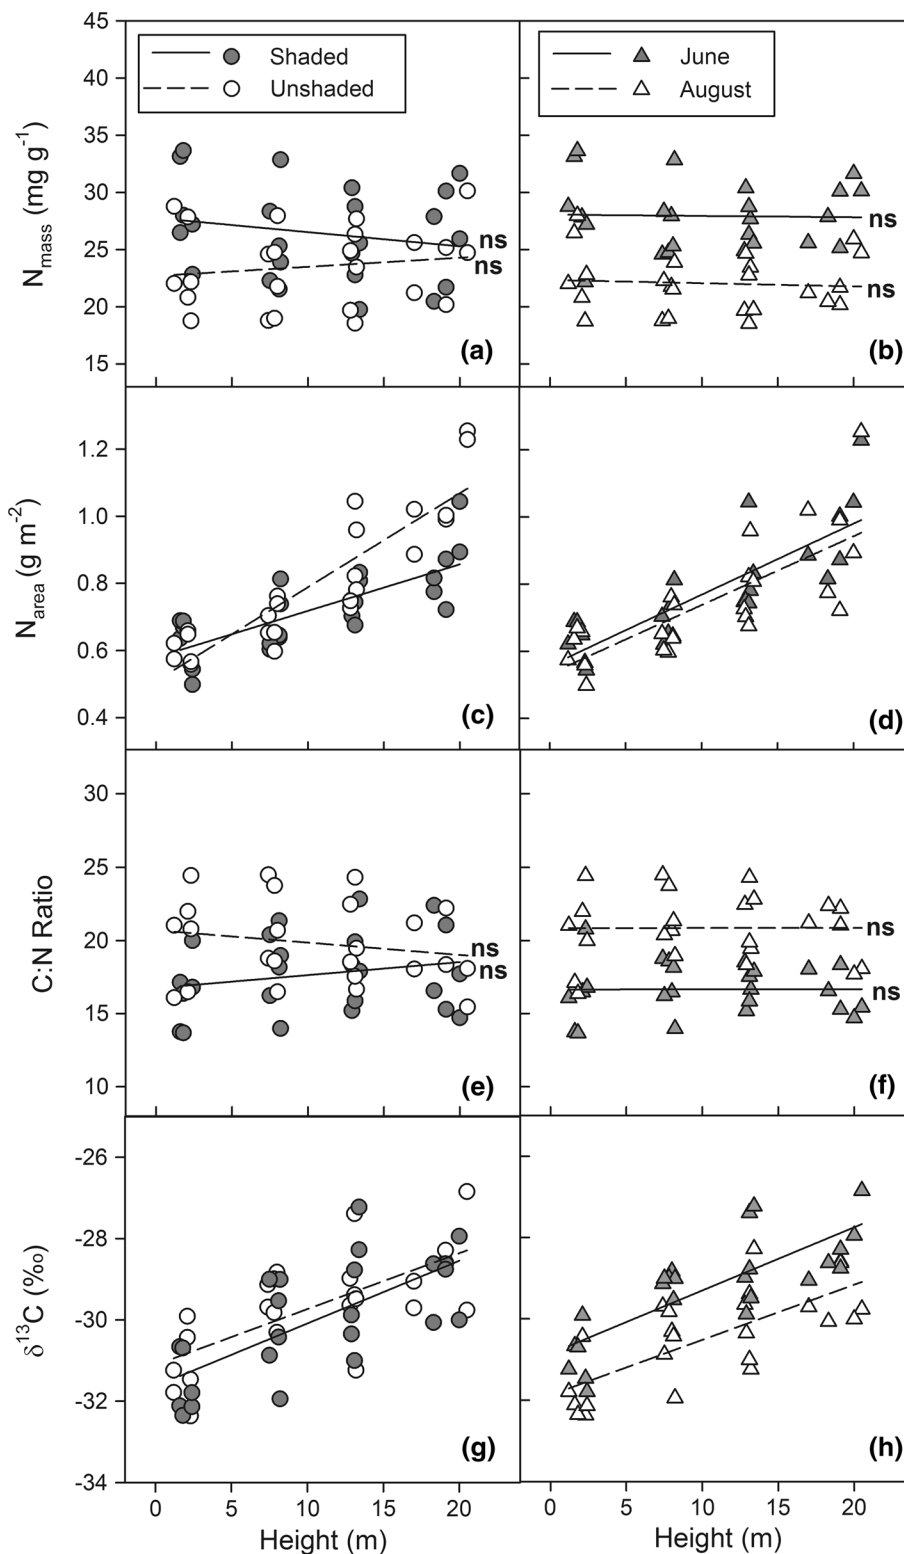 Shaded
Unshaded
June
August
N_mass (mg g⁻¹)
45
40
35
30
25
20
15
ns
ns
(a)
ns
ns
(b)
N_area (g m⁻²)
1.2
1.0
0.8
0.6
0.4
(c)
(d)
C:N Ratio
30
25
20
15
10
ns
ns
(e)
ns
ns
(f)
δ¹³C (‰)
-26
-28
-30
-32
-34
(g)
(h)
0 5 10 15 20
Height (m)
0 5 10 15 20
Height (m)